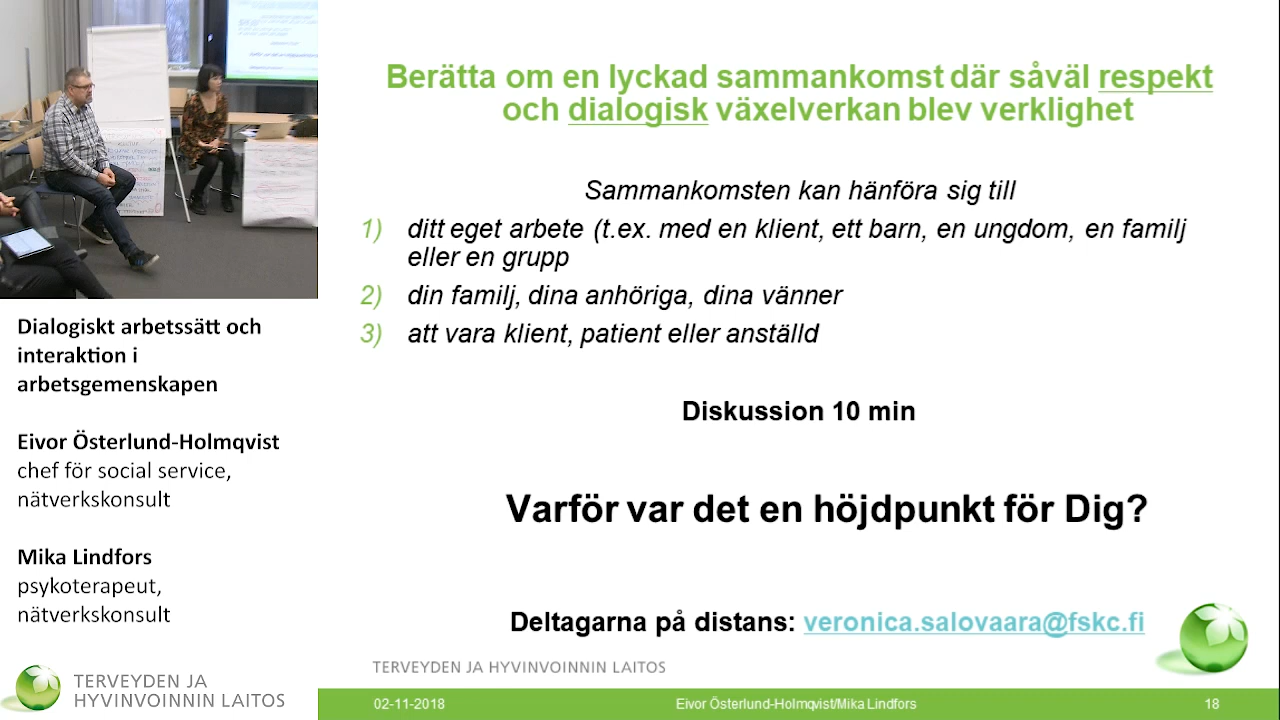 Berätta om en lyckad sammankomst där såväl respekt
och dialogisk växelverkan blev verklighet
Sammankomsten kan hänföra sig till
1) ditt eget arbete (t.ex. med en klient, ett barn, en ungdom, en familj
eller en grupp
2) din familj, dina anhöriga, dina vänner
3) att vara klient, patient eller anställd
Diskussion 10 min
Varför var det en höjdpunkt för Dig?
Deltagarna på distans: veronica.salovaara@fskc.fi
TERVEYDEN JA HYVINVOINNIN LAITOS
02-11-2018
Eivor Österlund-Holmqvist/Mika Lindfors
18
Dialogiskt arbetssätt och
interaktion i
arbetsgemenskapen
Eivor Österlund-Holmqvist
chef för social service,
nätverkskonsult
Mika Lindfors
psykoterapeut,
nätverkskonsult
TERVEYDEN JA
HYVINVOINNIN LAITOS